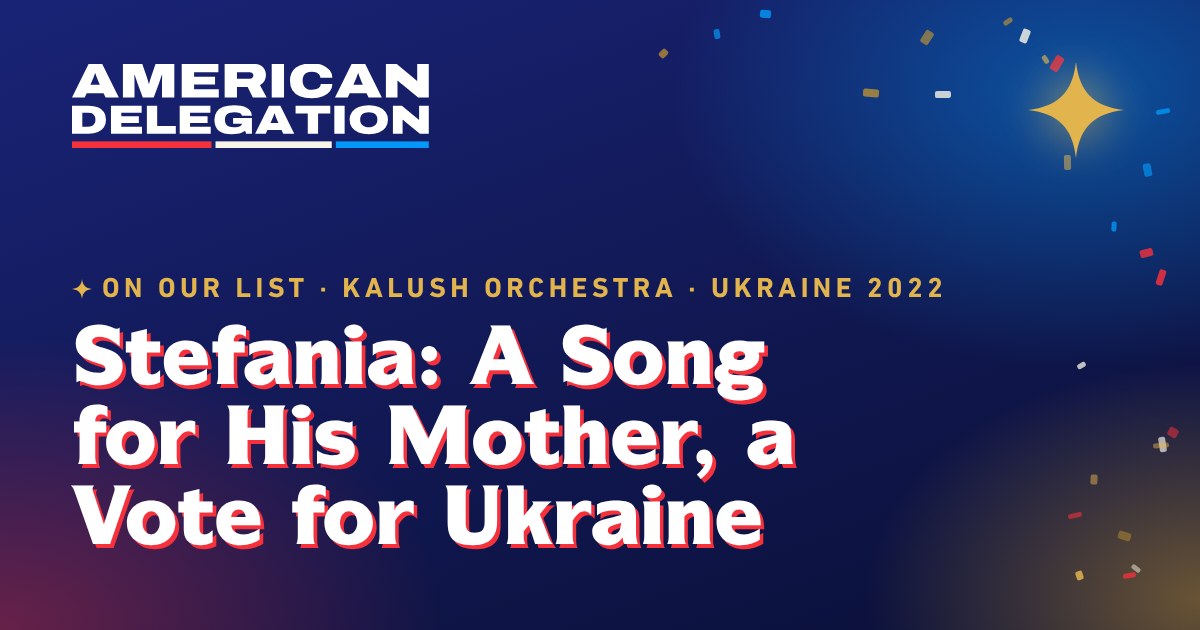 AMERICAN
DELEGATION
ON OUR LIST · KALUSH ORCHESTRA · UKRAINE 2022
Stefania: A Song
for His Mother, a
Vote for Ukraine